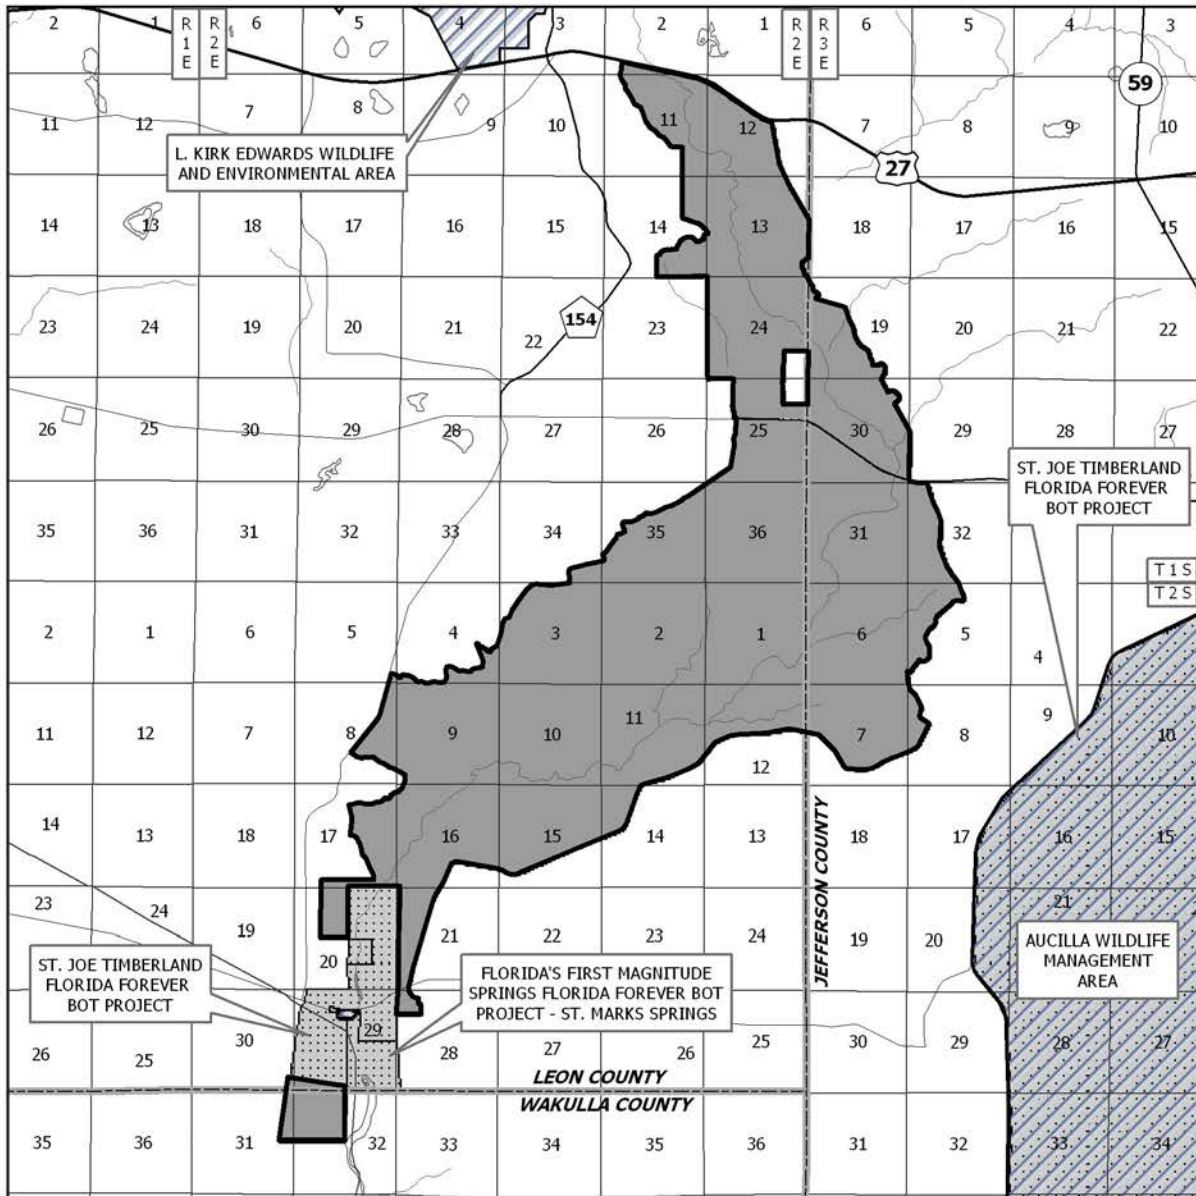 2 1 R 1 E R 2 E 6 5 4 3 2 1 R 2 E R 3 E 6 5 4 3
59
11 12 7 8 9 10 11 12 7 8 9 10
L. KIRK EDWARDS WILDLIFE
AND ENVIRONMENTAL AREA
27
14 13 18 17 16 15 14 13 18 17 16 15
23 24 19 20 21 22 154 23 24 19 20 21 22
26 25 30 29 28 27 26 25 30 29 28 27
ST. JOE TIMBERLAND
FLORIDA FOREVER
BOT PROJECT
35 36 31 32 33 34 35 36 31 32
T 1 S
T 2 S
2 1 6 5 4 3 2 1 6 5 4
11 12 7 8 9 10 11 12 7 8 9 10
14 13 18 17 16 15 14 13 18 17 16 15
JEFFERSON COUNTY
23 24 19 20 21 22 23 24 19 20 21
ST. JOE TIMBERLAND
FLORIDA FOREVER
BOT PROJECT
FLORIDA'S FIRST MAGNITUDE
SPRINGS FLORIDA FOREVER BOT
PROJECT - ST. MARKS SPRINGS
AUCILLA WILDLIFE
MANAGEMENT
AREA
26 25 30 29 28 27 26 25 30 29 28 27
LEON COUNTY
WAKULLA COUNTY
35 36 31 32 33 34 35 36 31 32 33 34